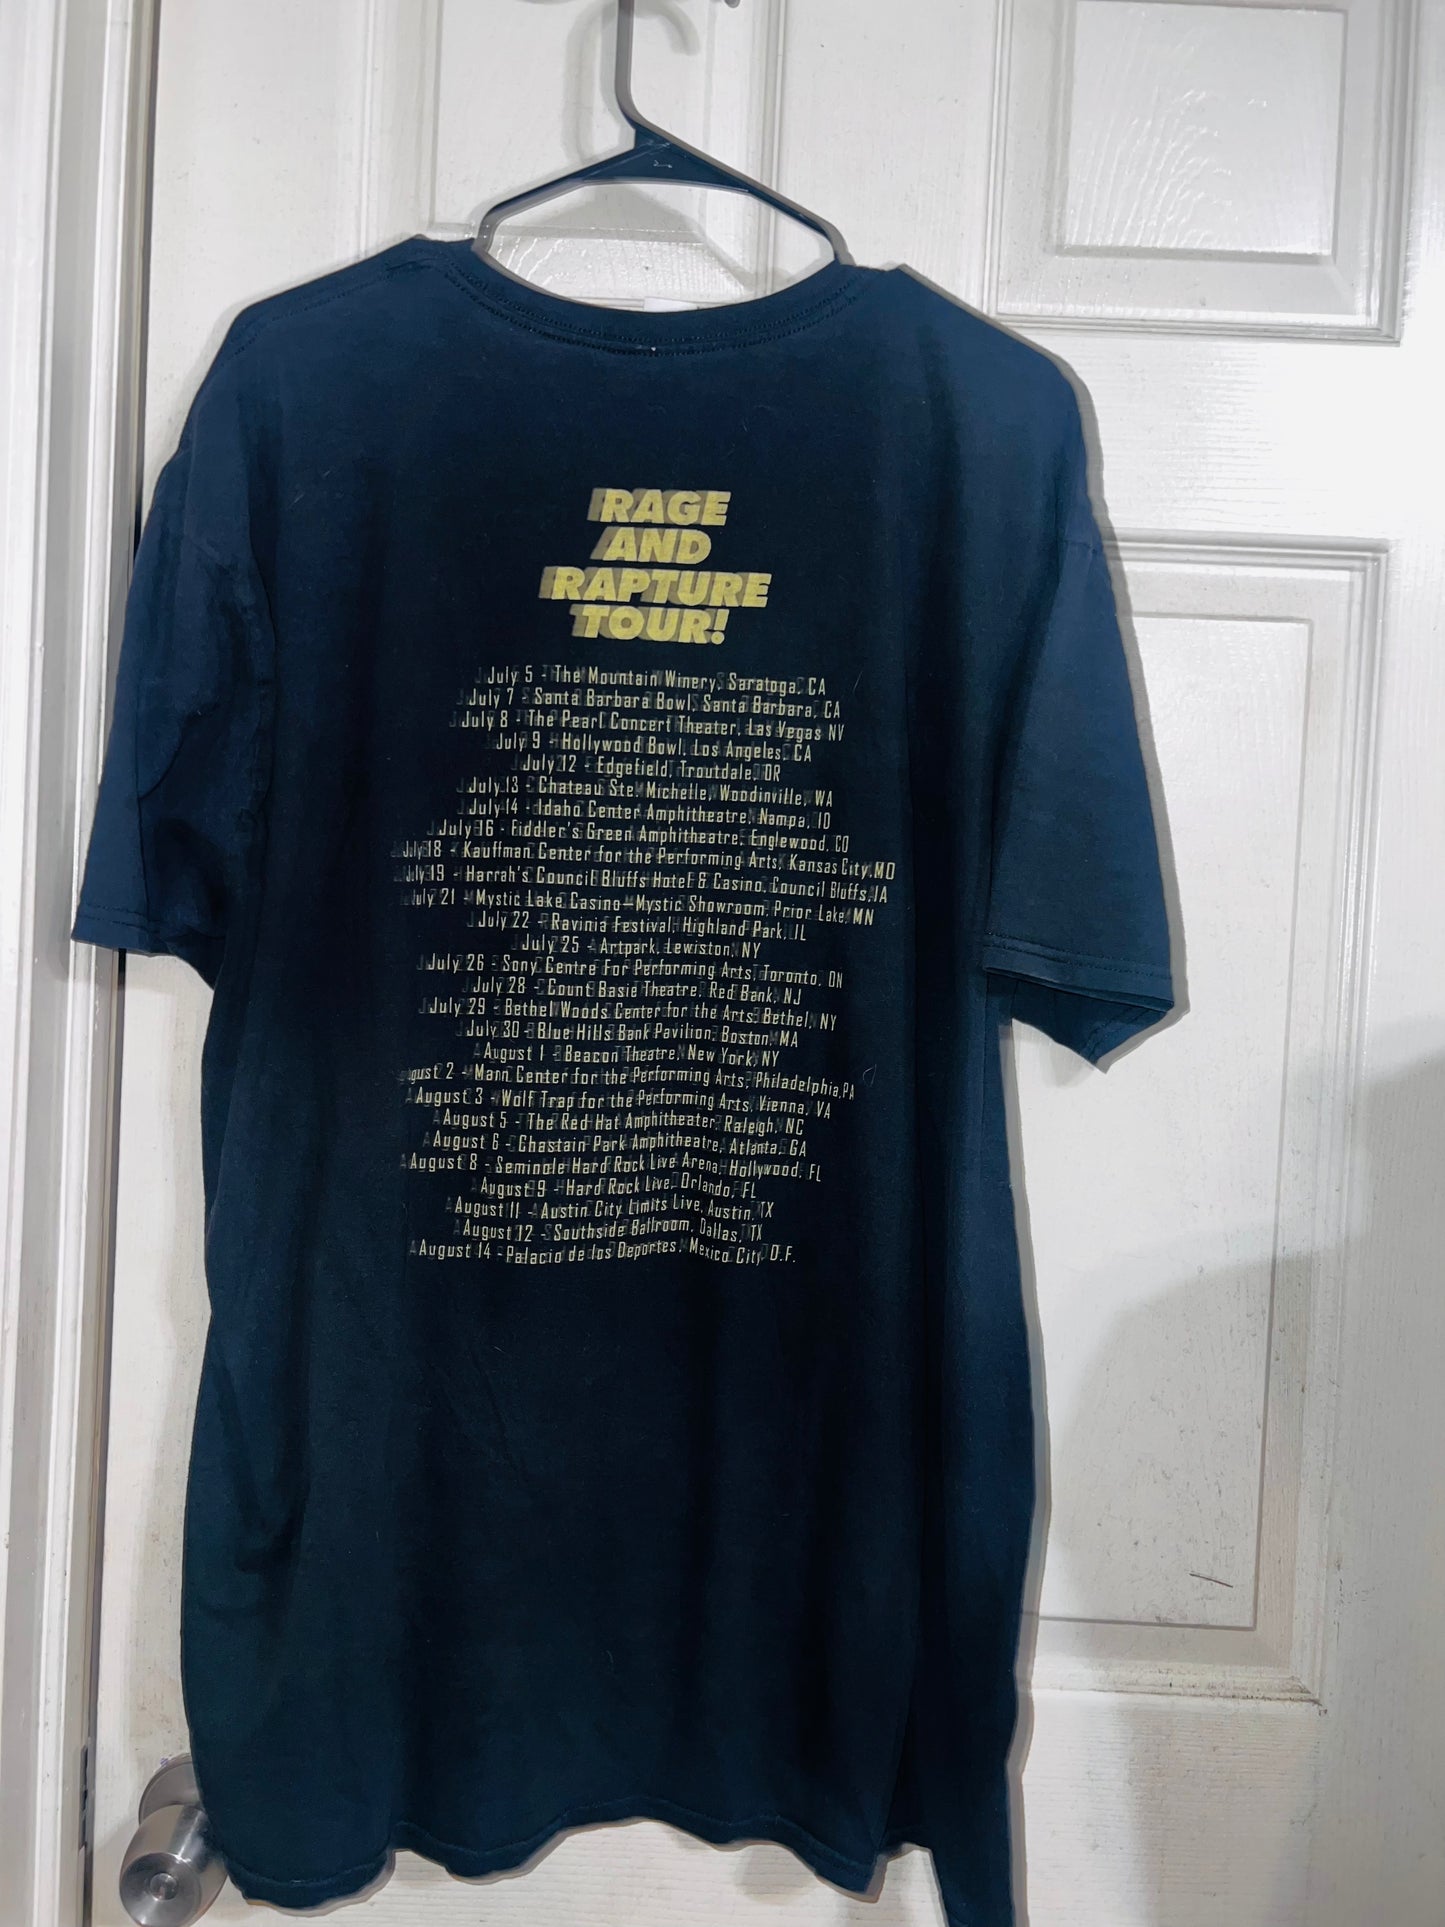 RAGE
AND
RAPTURE
TOUR!
July 5 - The Mountain Winery, Saratoga, CA
July 7 - Santa Barbara Bowl, Santa Barbara, CA
July 8 - The Pearl Concert Theater, Las Vegas NV
July 9 - Hollywood Bowl, Los Angeles, CA
July 12 - Edgefield, Troutdale, OR
July 13 - Chateau Ste. Michelle, Woodinville, WA
July 14 - Idaho Center Amphitheatre, Nampa, ID
July 16 - Fiddler's Green Amphitheatre, Englewood, CO
July 18 - Kauffman Center for the Performing Arts, Kansas City, MO
July 19 - Harrah's Council Bluffs Hotel & Casino, Council Bluffs, IA
July 21 - Mystic Lake Casino—Mystic Showroom, Prior Lake, MN
July 22 - Ravinia Festival, Highland Park, IL
July 25 - Artpark, Lewiston, NY
July 26 - Sony Centre For Performing Arts, Toronto, ON
July 28 - Count Basie Theatre, Red Bank, NJ
July 29 - Bethel Woods Center for the Arts, Bethel, NY
July 30 - Blue Hills Bank Pavilion, Boston, MA
August 1 - Beacon Theatre, New York, NY
August 2 - Mann Center for the Performing Arts, Philadelphia, PA
August 3 - Wolf Trap for the Performing Arts, Vienna, VA
August 5 - The Red Hat Amphitheater, Raleigh, NC
August 6 - Chastain Park Amphitheatre, Atlanta, GA
August 8 - Seminole Hard Rock Live Arena, Hollywood, FL
August 9 - Hard Rock Live, Orlando, FL
August 11 - Austin City Limits Live, Austin, TX
August 12 - Southside Ballroom, Dallas, TX
August 14 - Palacio de los Deportes, Mexico City, D.F.